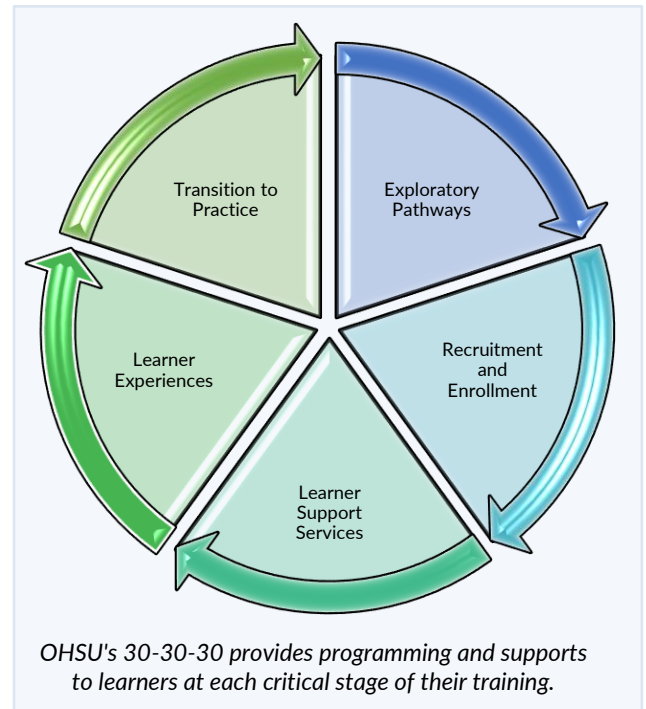 Transition to
Practice
Exploratory
Pathways
Learner
Experiences
Recruitment
and
Enrollment
Learner
Support
Services
OHSU's 30-30-30 provides programming and supports
to learners at each critical stage of their training.